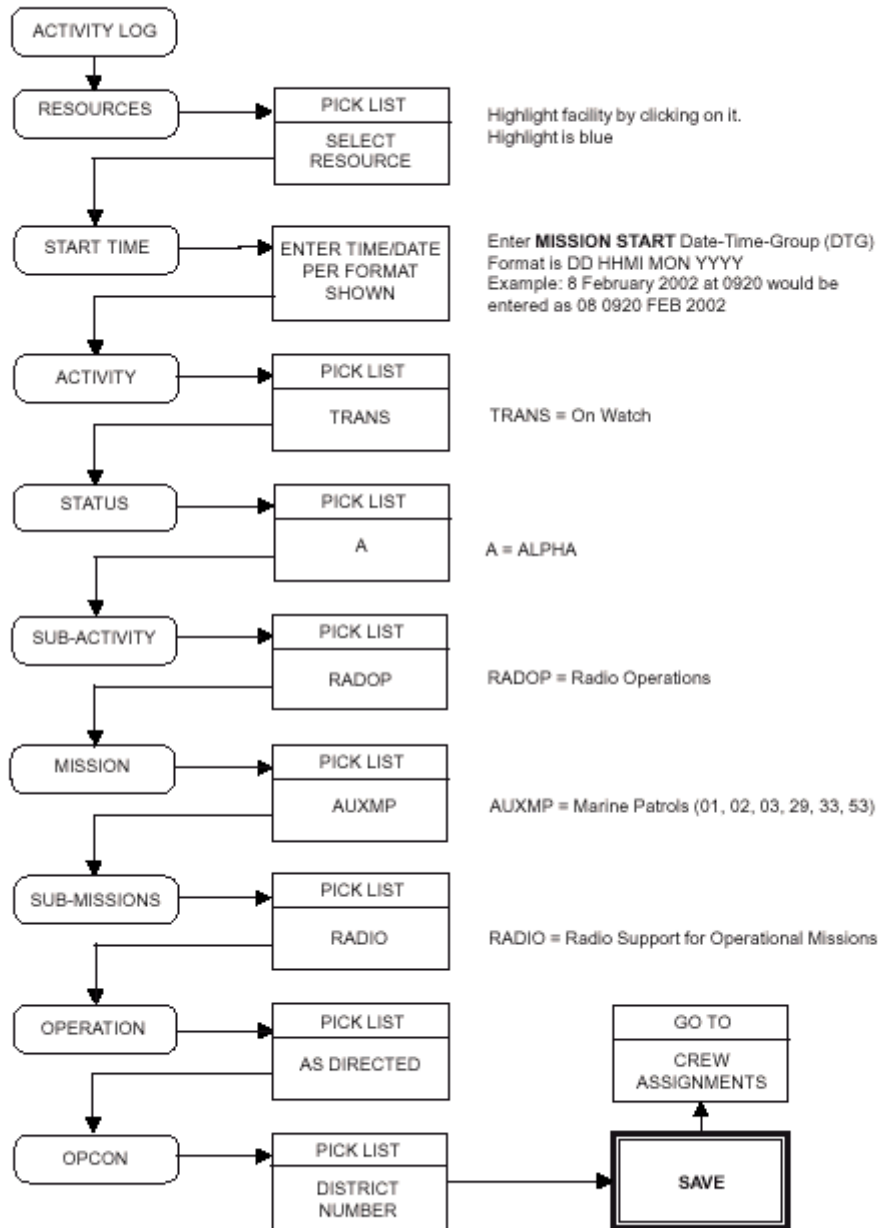 ACTIVITY LOG
RESOURCES
PICK LIST
SELECT
RESOURCE
Highlight facility by clicking on it.
Highlight is blue
START TIME
ENTER TIME/DATE
PER FORMAT
SHOWN
Enter MISSION START Date-Time-Group (DTG)
Format is DD HHMI MON YYYY
Example: 8 February 2002 at 0920 would be
entered as 08 0920 FEB 2002
ACTIVITY
PICK LIST
TRANS
TRANS = On Watch
STATUS
PICK LIST
A
A = ALPHA
SUB-ACTIVITY
PICK LIST
RADOP
RADOP = Radio Operations
MISSION
PICK LIST
AUXMP
AUXMP = Marine Patrols (01, 02, 03, 29, 33, 53)
SUB-MISSIONS
PICK LIST
RADIO
RADIO = Radio Support for Operational Missions
OPERATION
PICK LIST
AS DIRECTED
GO TO
CREW
ASSIGNMENTS
OPCON
PICK LIST
DISTRICT
NUMBER
SAVE